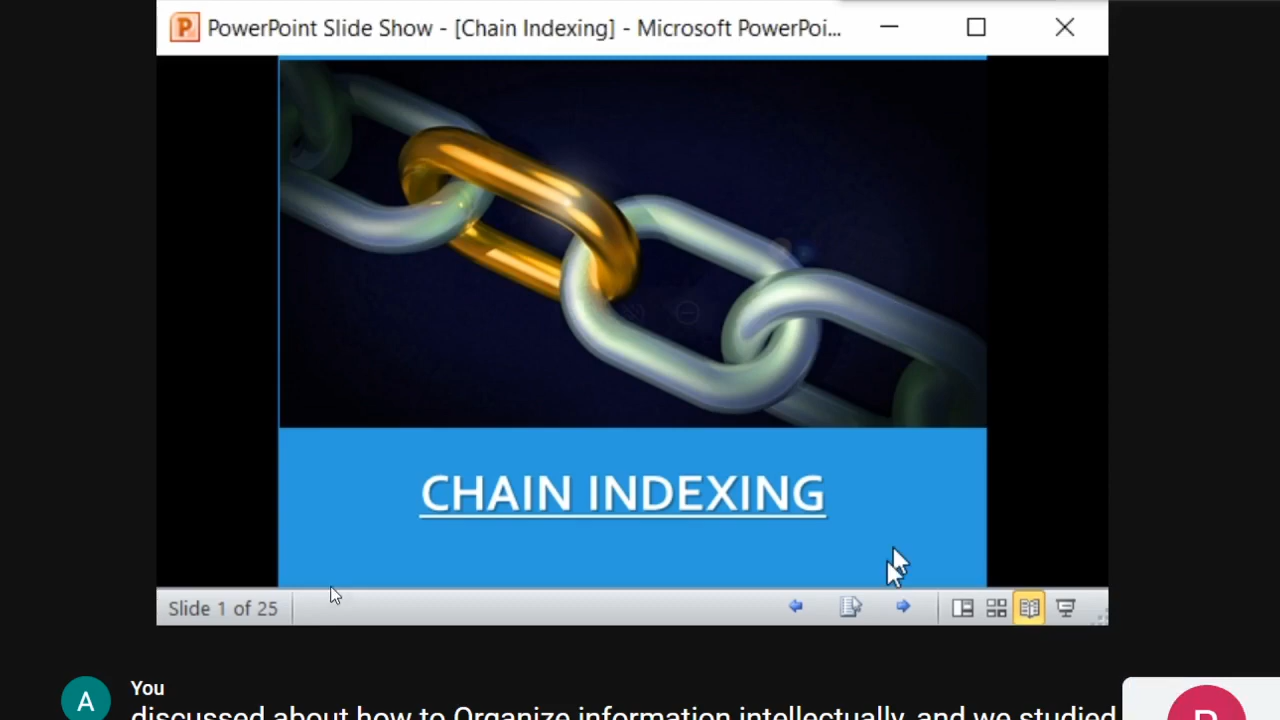 PowerPoint Slide Show - [Chain Indexing] - Microsoft PowerPoi...
CHAIN INDEXING
Slide 1 of 25
A
You
discussed about how to Organize information intellectually, and we studied